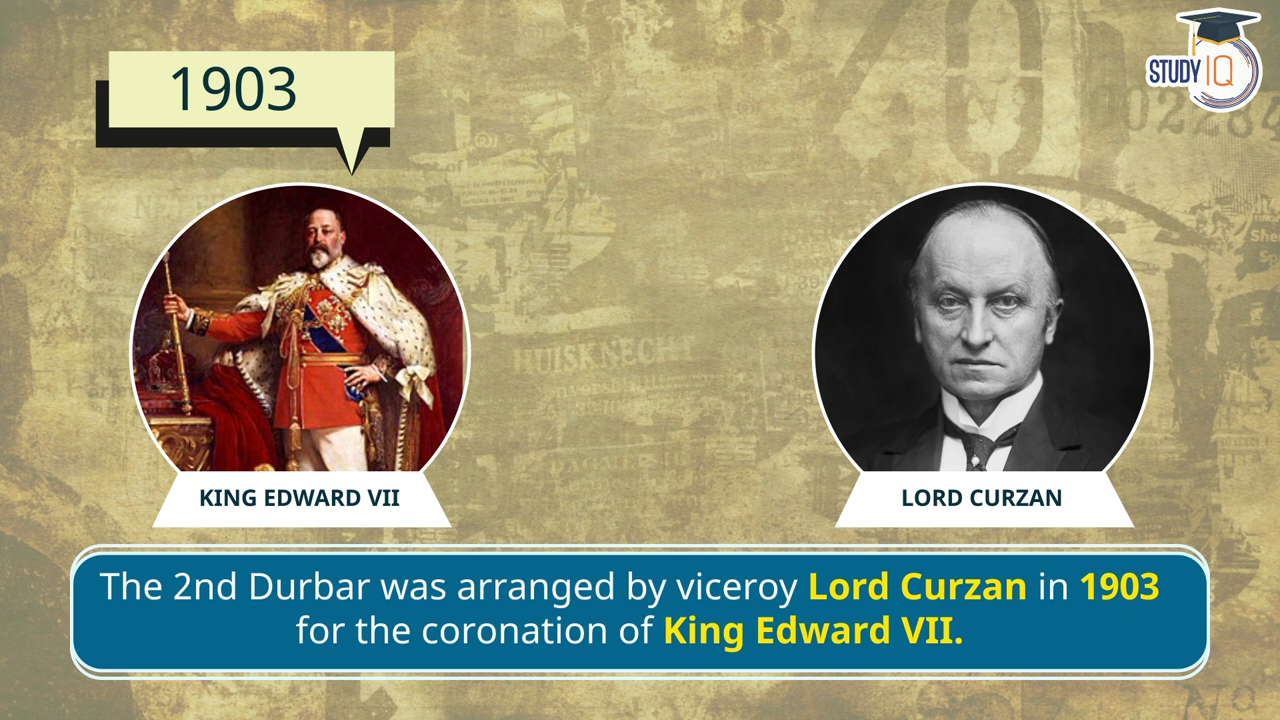 1903
STUDY IQ
HUISKNECHT
KING EDWARD VII
LORD CURZAN
The 2nd Durbar was arranged by viceroy Lord Curzan in 1903
for the coronation of King Edward VII.